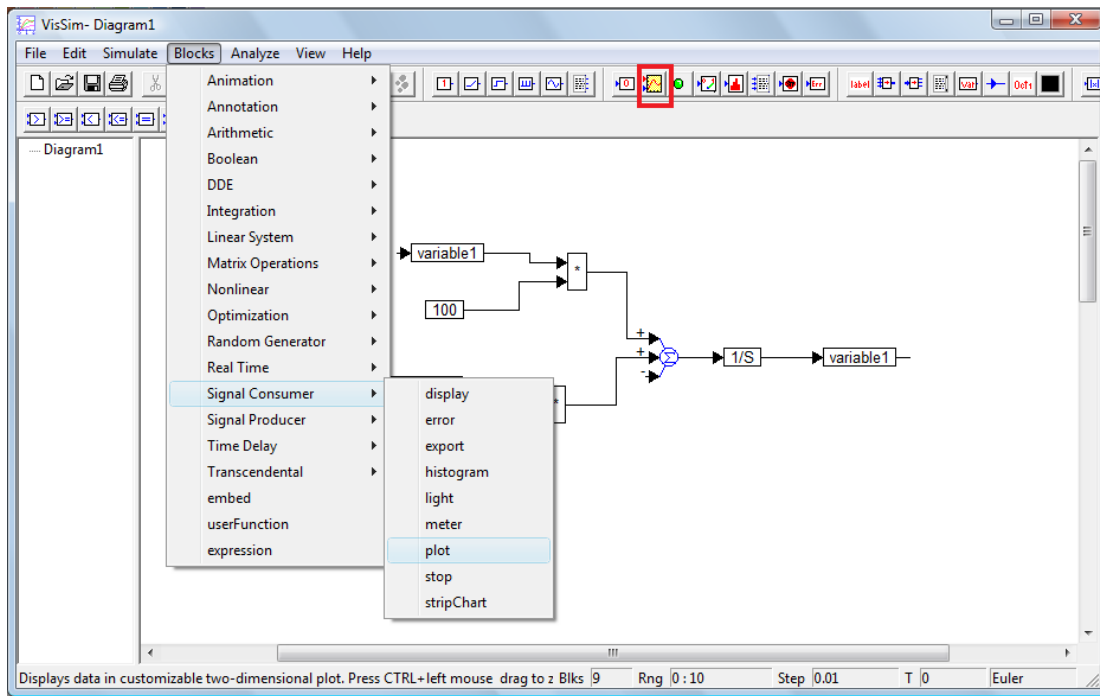 VisSim- Diagram1
File Edit Simulate Blocks Analyze View Help
label
var
Err
Diagram1
Animation
Annotation
Arithmetic
Boolean
DDE
Integration
Linear System
Matrix Operations
Nonlinear
Optimization
Random Generator
Real Time
Signal Consumer
Signal Producer
Time Delay
Transcendental
embed
userFunction
expression
display
error
export
histogram
light
meter
plot
stop
stripChart
variable1
*
100
+
+
-
Σ
1/S
variable1
*
Displays data in customizable two-dimensional plot. Press CTRL+left mouse drag to z Blks 9 Rng 0 : 10 Step 0.01 T 0 Euler